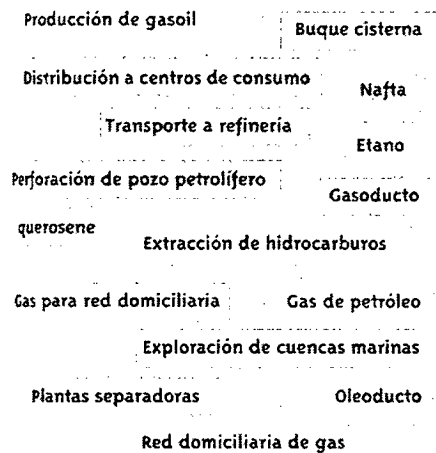 Producción de gasoil
Buque cisterna
Distribución a centros de consumo
Nafta
Transporte a refinería
Etano
Perforación de pozo petrolífero
Gasoducto
querosene
Extracción de hidrocarburos
Gas para red domiciliaria
Gas de petróleo
Exploración de cuencas marinas
Plantas separadoras
Oleoducto
Red domiciliaria de gas